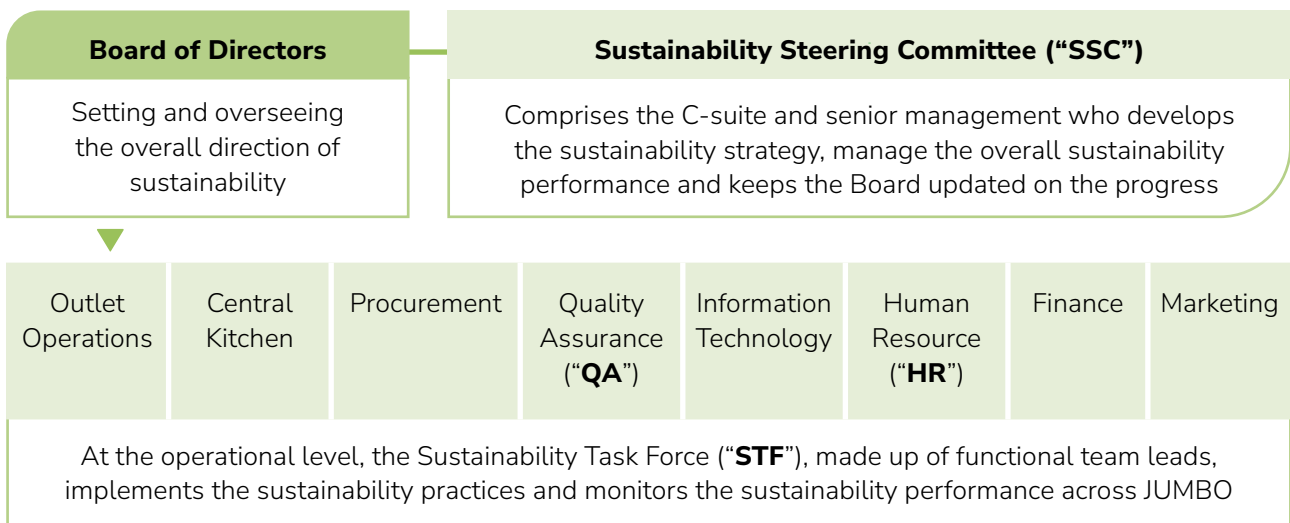 Board of Directors
Setting and overseeing
the overall direction of
sustainability
Sustainability Steering Committee (“SSC”)
Comprises the C-suite and senior management who develops
the sustainability strategy, manage the overall sustainability
performance and keeps the Board updated on the progress
Outlet
Operations
Central
Kitchen
Procurement
Quality
Assurance
(“QA”)
Information
Technology
Human
Resource
(“HR”)
Finance
Marketing
At the operational level, the Sustainability Task Force (“STF”), made up of functional team leads,
implements the sustainability practices and monitors the sustainability performance across JUMBO